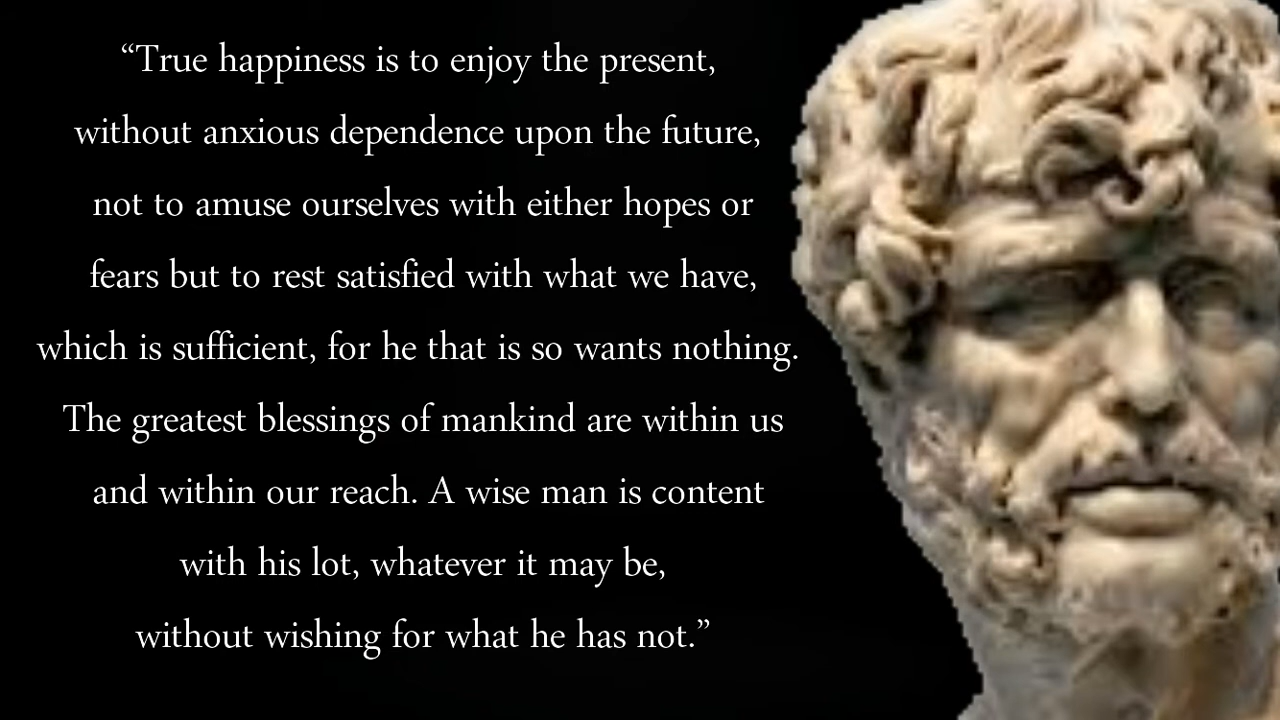 “True happiness is to enjoy the present,
without anxious dependence upon the future,
not to amuse ourselves with either hopes or
fears but to rest satisfied with what we have,
which is sufficient, for he that is so wants nothing.
The greatest blessings of mankind are within us
and within our reach. A wise man is content
with his lot, whatever it may be,
without wishing for what he has not.”